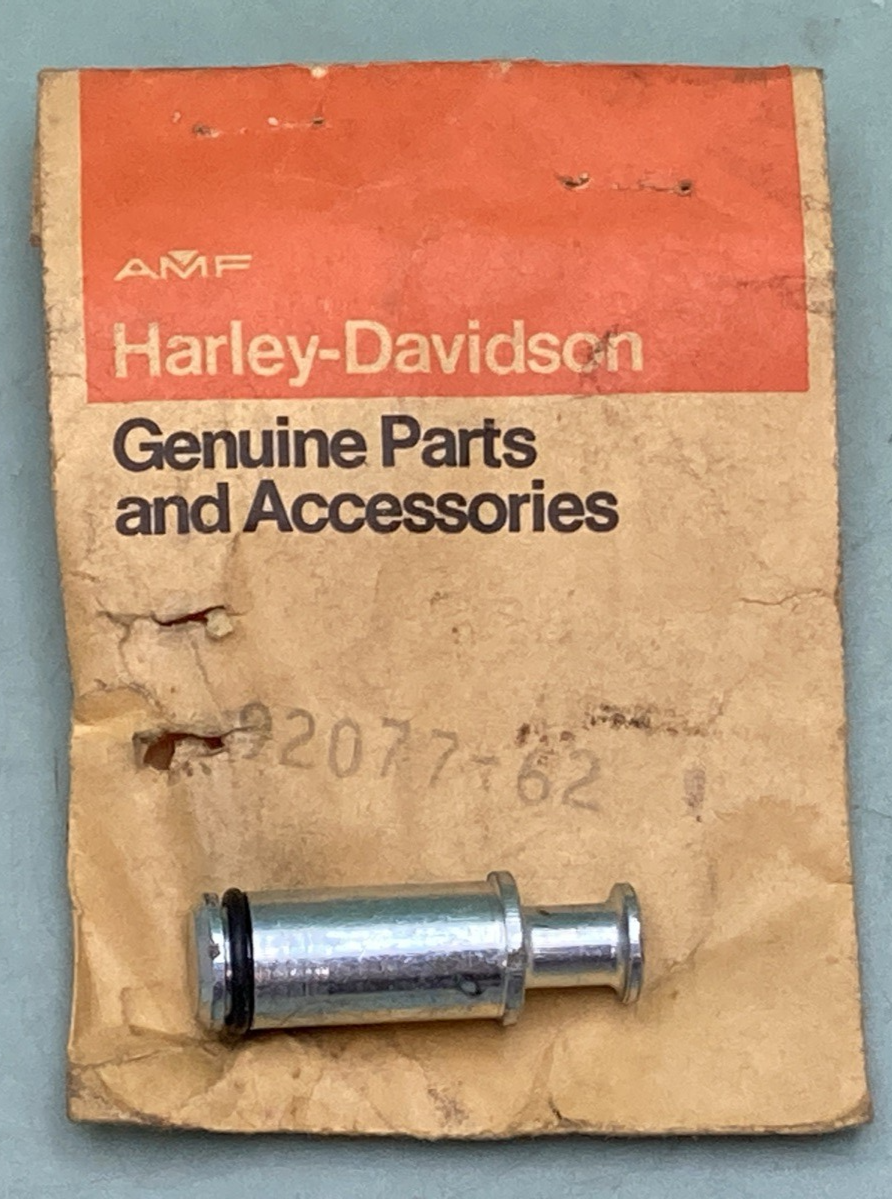 AMF
Harley-Davidson
Genuine Parts
and Accessories
92077-62